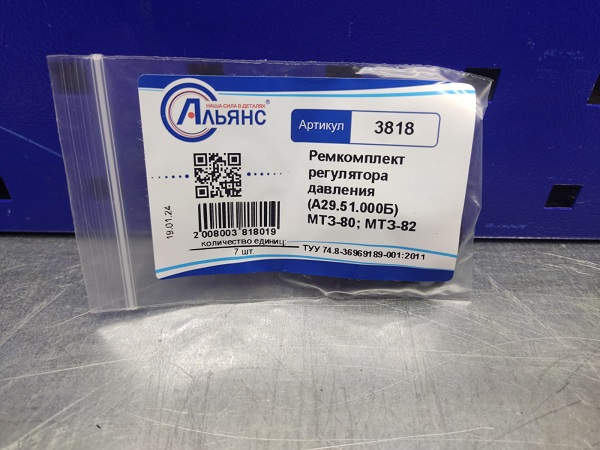 НАША СИЛА В ДЕТАЛЯХ
АЛЬЯНС®
Артикул 3818
Ремкомплект
регулятора
давления
(А29.51.000Б)
МТЗ-80; МТЗ-82
19.01.24
2 008003 818019
количество единиц:
7 шт
ТУУ 74.8-36969189-001:2011